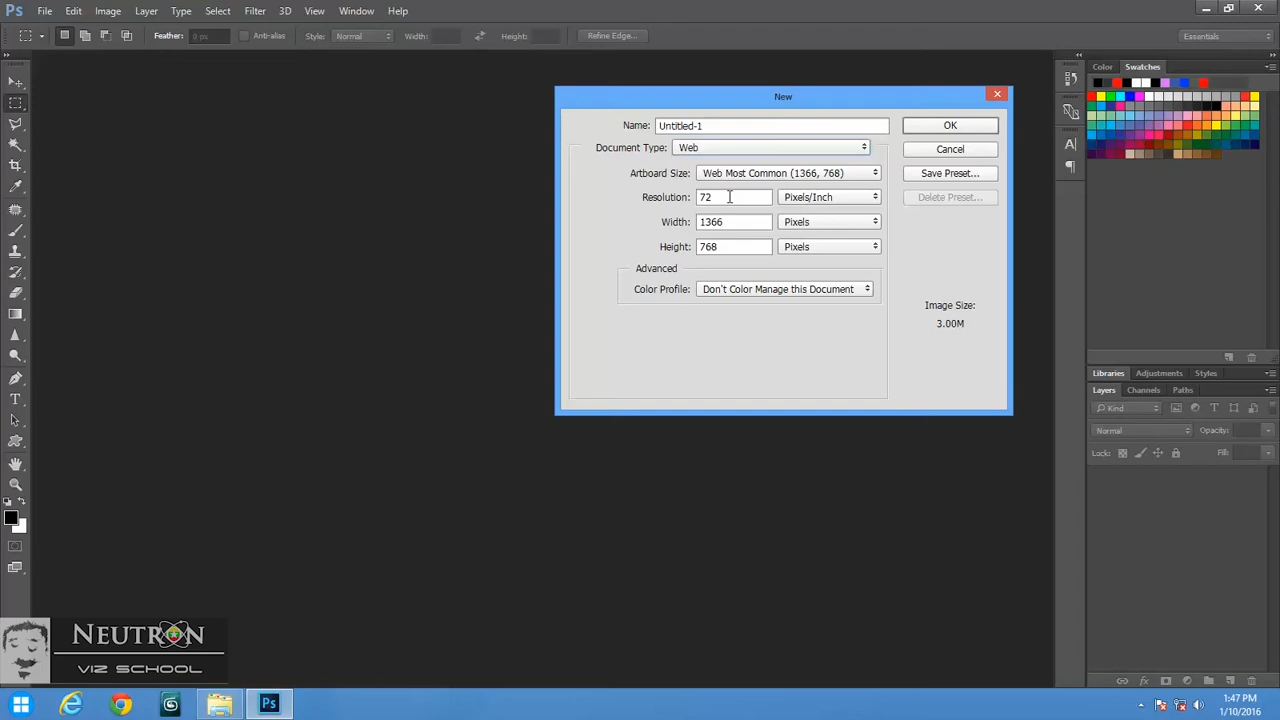 Ps File Edit Image Layer Type Select Filter 3D View Window Help
Feather: 0 px Anti-alias Style: Normal Width: Height: Refine Edge... Essentials
New
Name: Untitled-1 OK
Document Type: Web Cancel
Artboard Size: Web Most Common (1366, 768) Save Preset...
Resolution: 72 Pixels/Inch Delete Preset...
Width: 1366 Pixels
Height: 768 Pixels
Advanced
Color Profile: Don't Color Manage this Document
Image Size:
3.00M
Color Swatches
Libraries Adjustments Styles
Layers Channels Paths
Kind
Normal Opacity:
Lock: Fill:
NEUTRON
VIZ SCHOOL
Ps
1:47 PM
1/10/2016